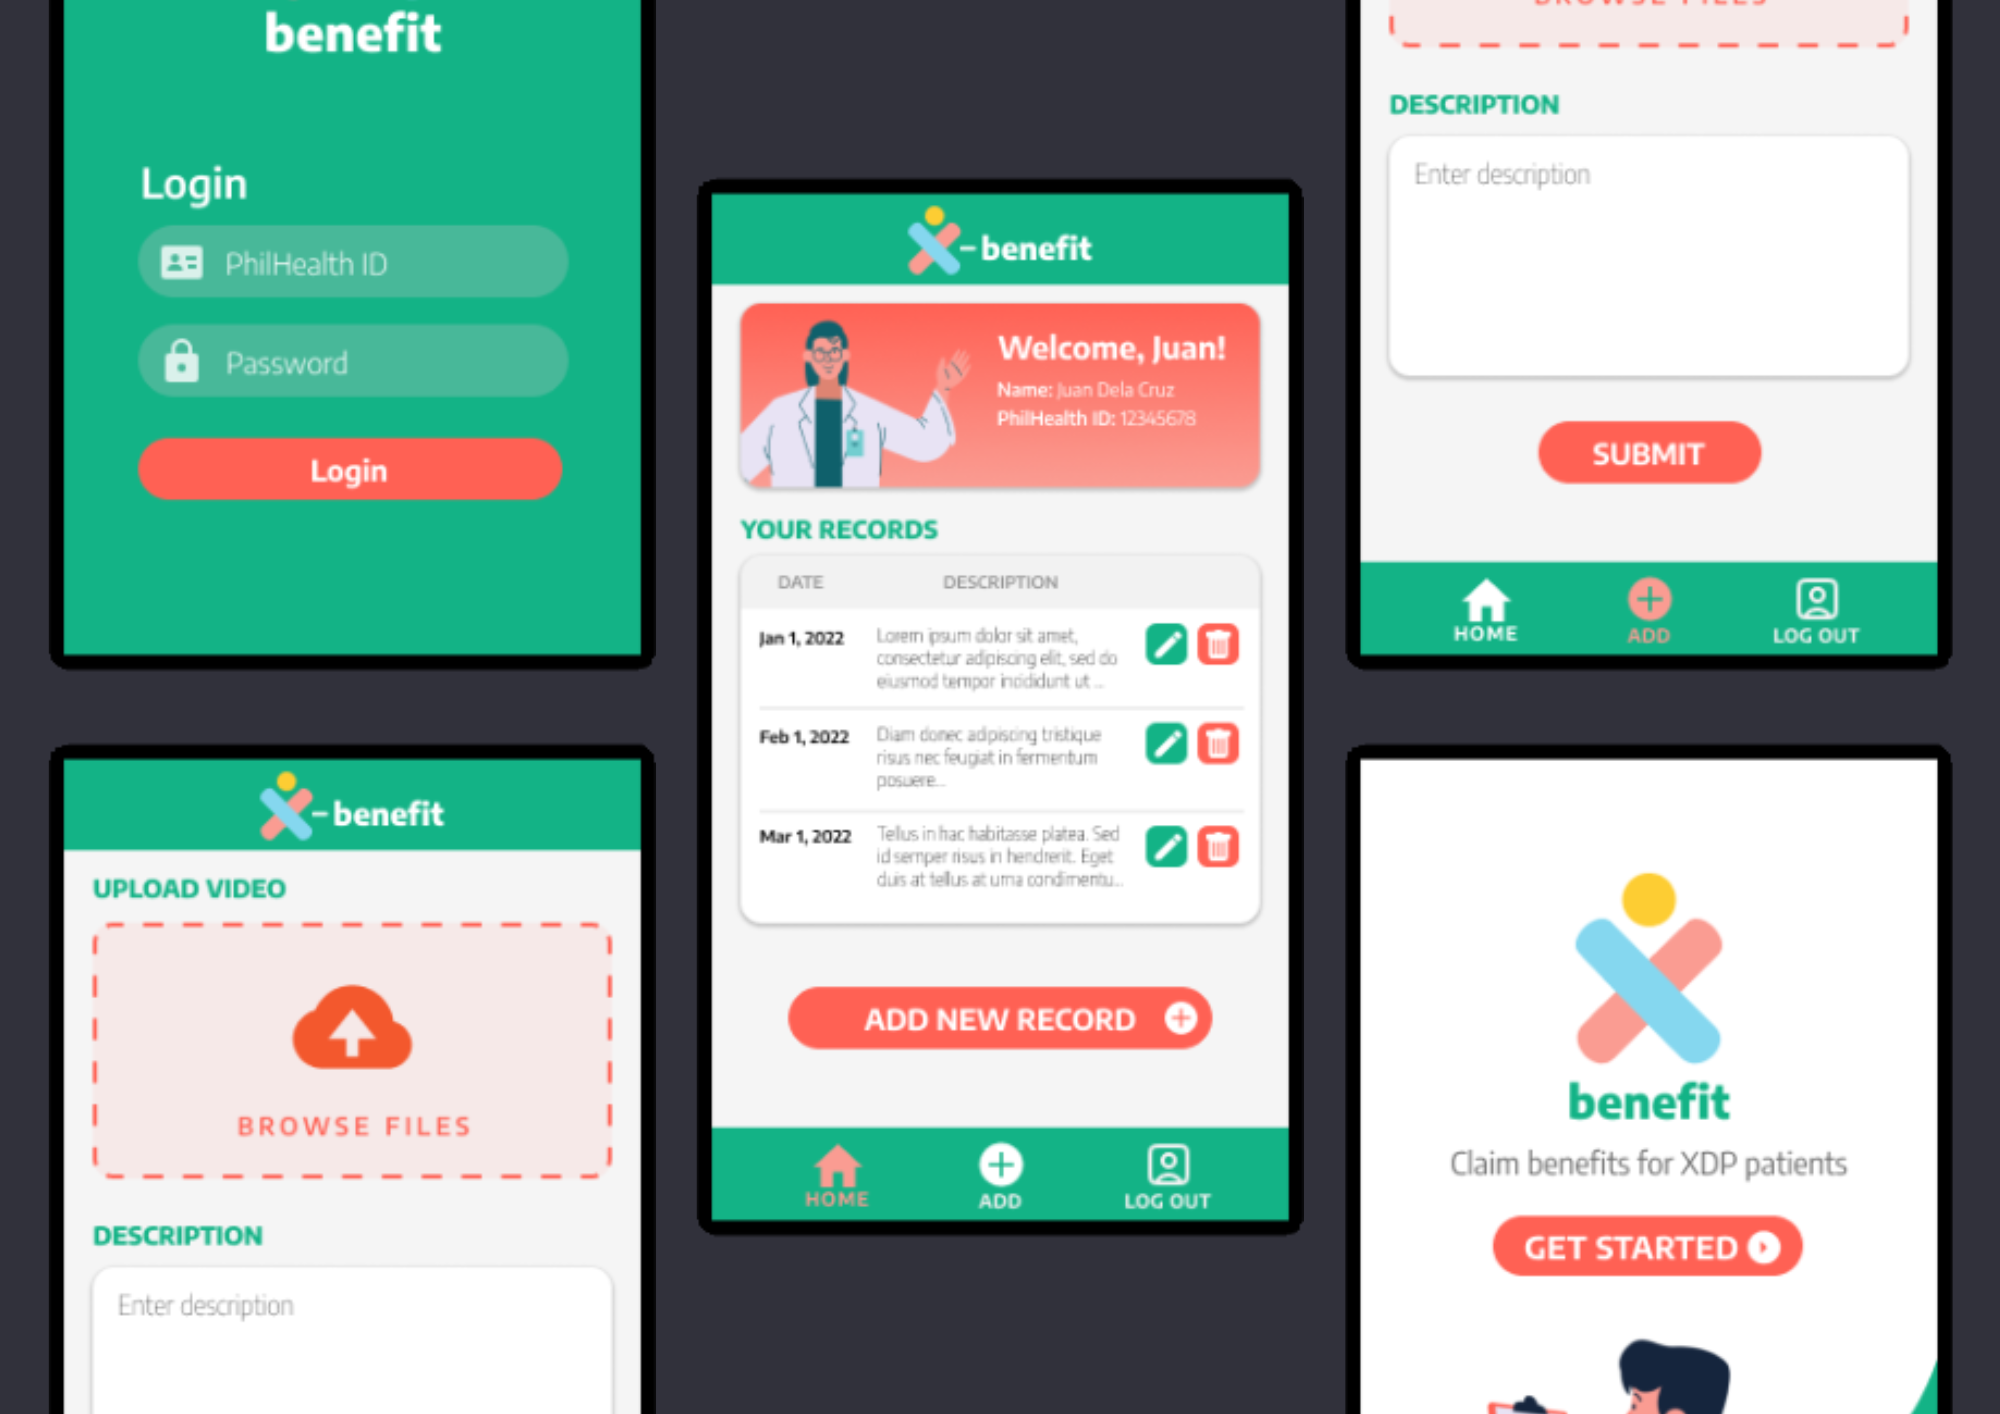 benefit
Login
PhilHealth ID
Password
Login
benefit
UPLOAD VIDEO
BROWSE FILES
DESCRIPTION
Enter description
benefit
Welcome, Juan!
Name: Juan Dela Cruz
PhilHealth ID: 12345678
YOUR RECORDS
DATE DESCRIPTION
Jan 1, 2022 Lorem ipsum dolor sit amet,
consectetur adipiscing elit, sed do
eiusmod tempor incididunt ut ...
Feb 1, 2022 Diam donec adipiscing tristique
risus nec feugiat in fermentum
posuere...
Mar 1, 2022 Tellus in hac habitasse platea. Sed
id semper risus in hendrerit. Eget
duis at tellus at urna condimentu...
ADD NEW RECORD
HOME ADD LOG OUT
BROWSE FILES
DESCRIPTION
Enter description
SUBMIT
HOME ADD LOG OUT
benefit
Claim benefits for XDP patients
GET STARTED